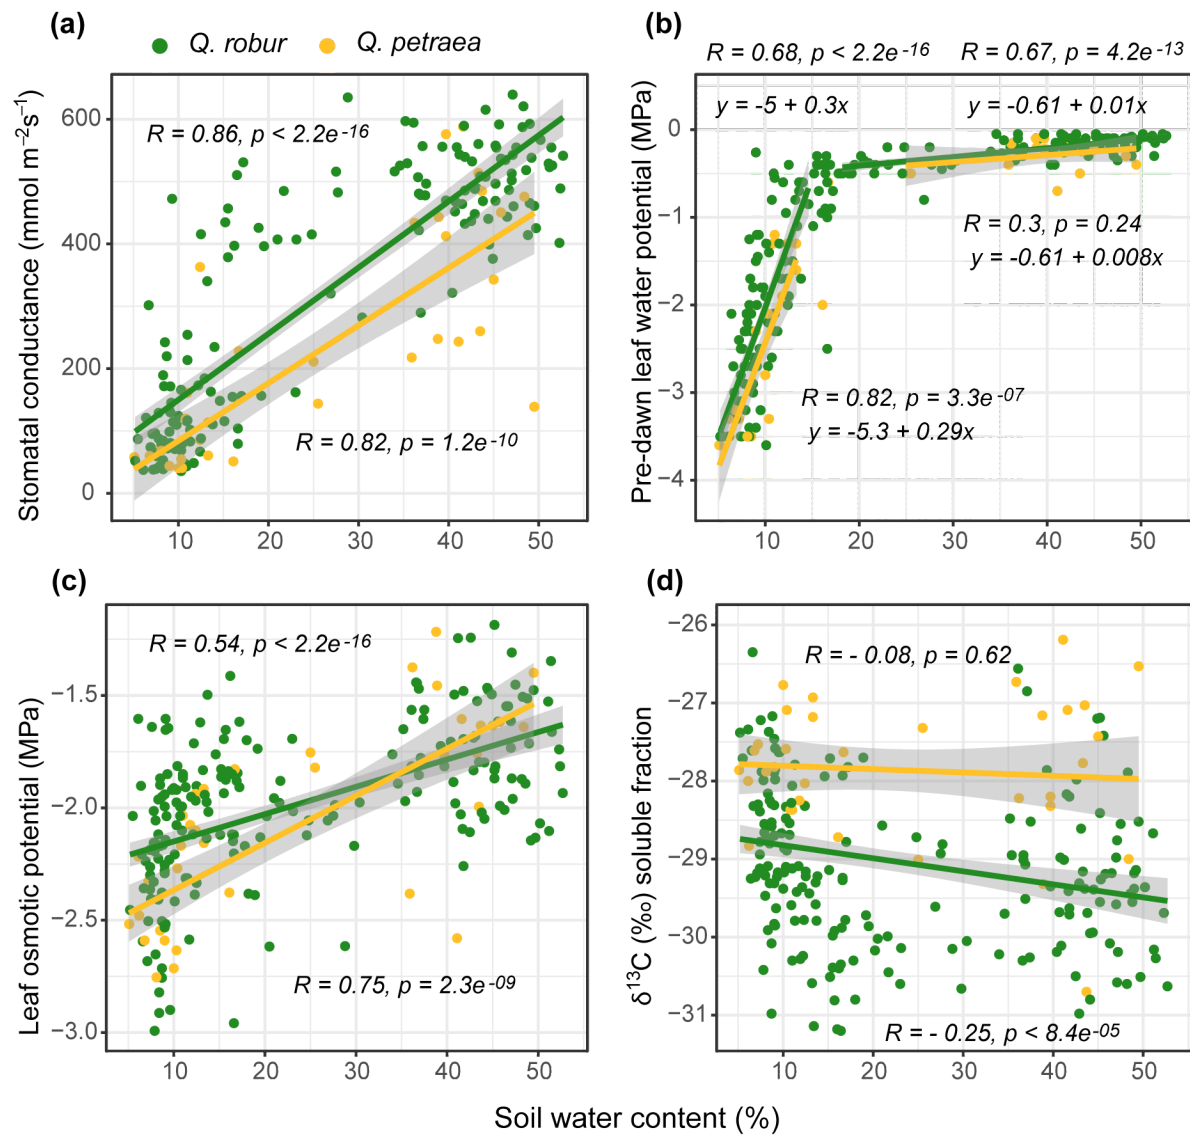 (a)
Q. robur
Q. petraea
Stomatal conductance (mmol m⁻²s⁻¹)
600
400
200
0
R = 0.86, p < 2.2e⁻¹⁶
R = 0.82, p = 1.2e⁻¹⁰
10 20 30 40 50
(b)
R = 0.68, p < 2.2e⁻¹⁶
R = 0.67, p = 4.2e⁻¹³
y = -5 + 0.3x
y = -0.61 + 0.01x
Pre-dawn leaf water potential (MPa)
0
−1
−2
−3
−4
R = 0.3, p = 0.24
y = -0.61 + 0.008x
R = 0.82, p = 3.3e⁻⁰⁷
y = -5.3 + 0.29x
10 20 30 40 50
(c)
Leaf osmotic potential (MPa)
−1.5
−2.0
−2.5
−3.0
R = 0.54, p < 2.2e⁻¹⁶
R = 0.75, p = 2.3e⁻⁰⁹
10 20 30 40 50
(d)
δ¹³C (‰) soluble fraction
−26
−27
−28
−29
−30
−31
R = - 0.08, p = 0.62
R = - 0.25, p < 8.4e⁻⁰⁵
10 20 30 40 50
Soil water content (%)